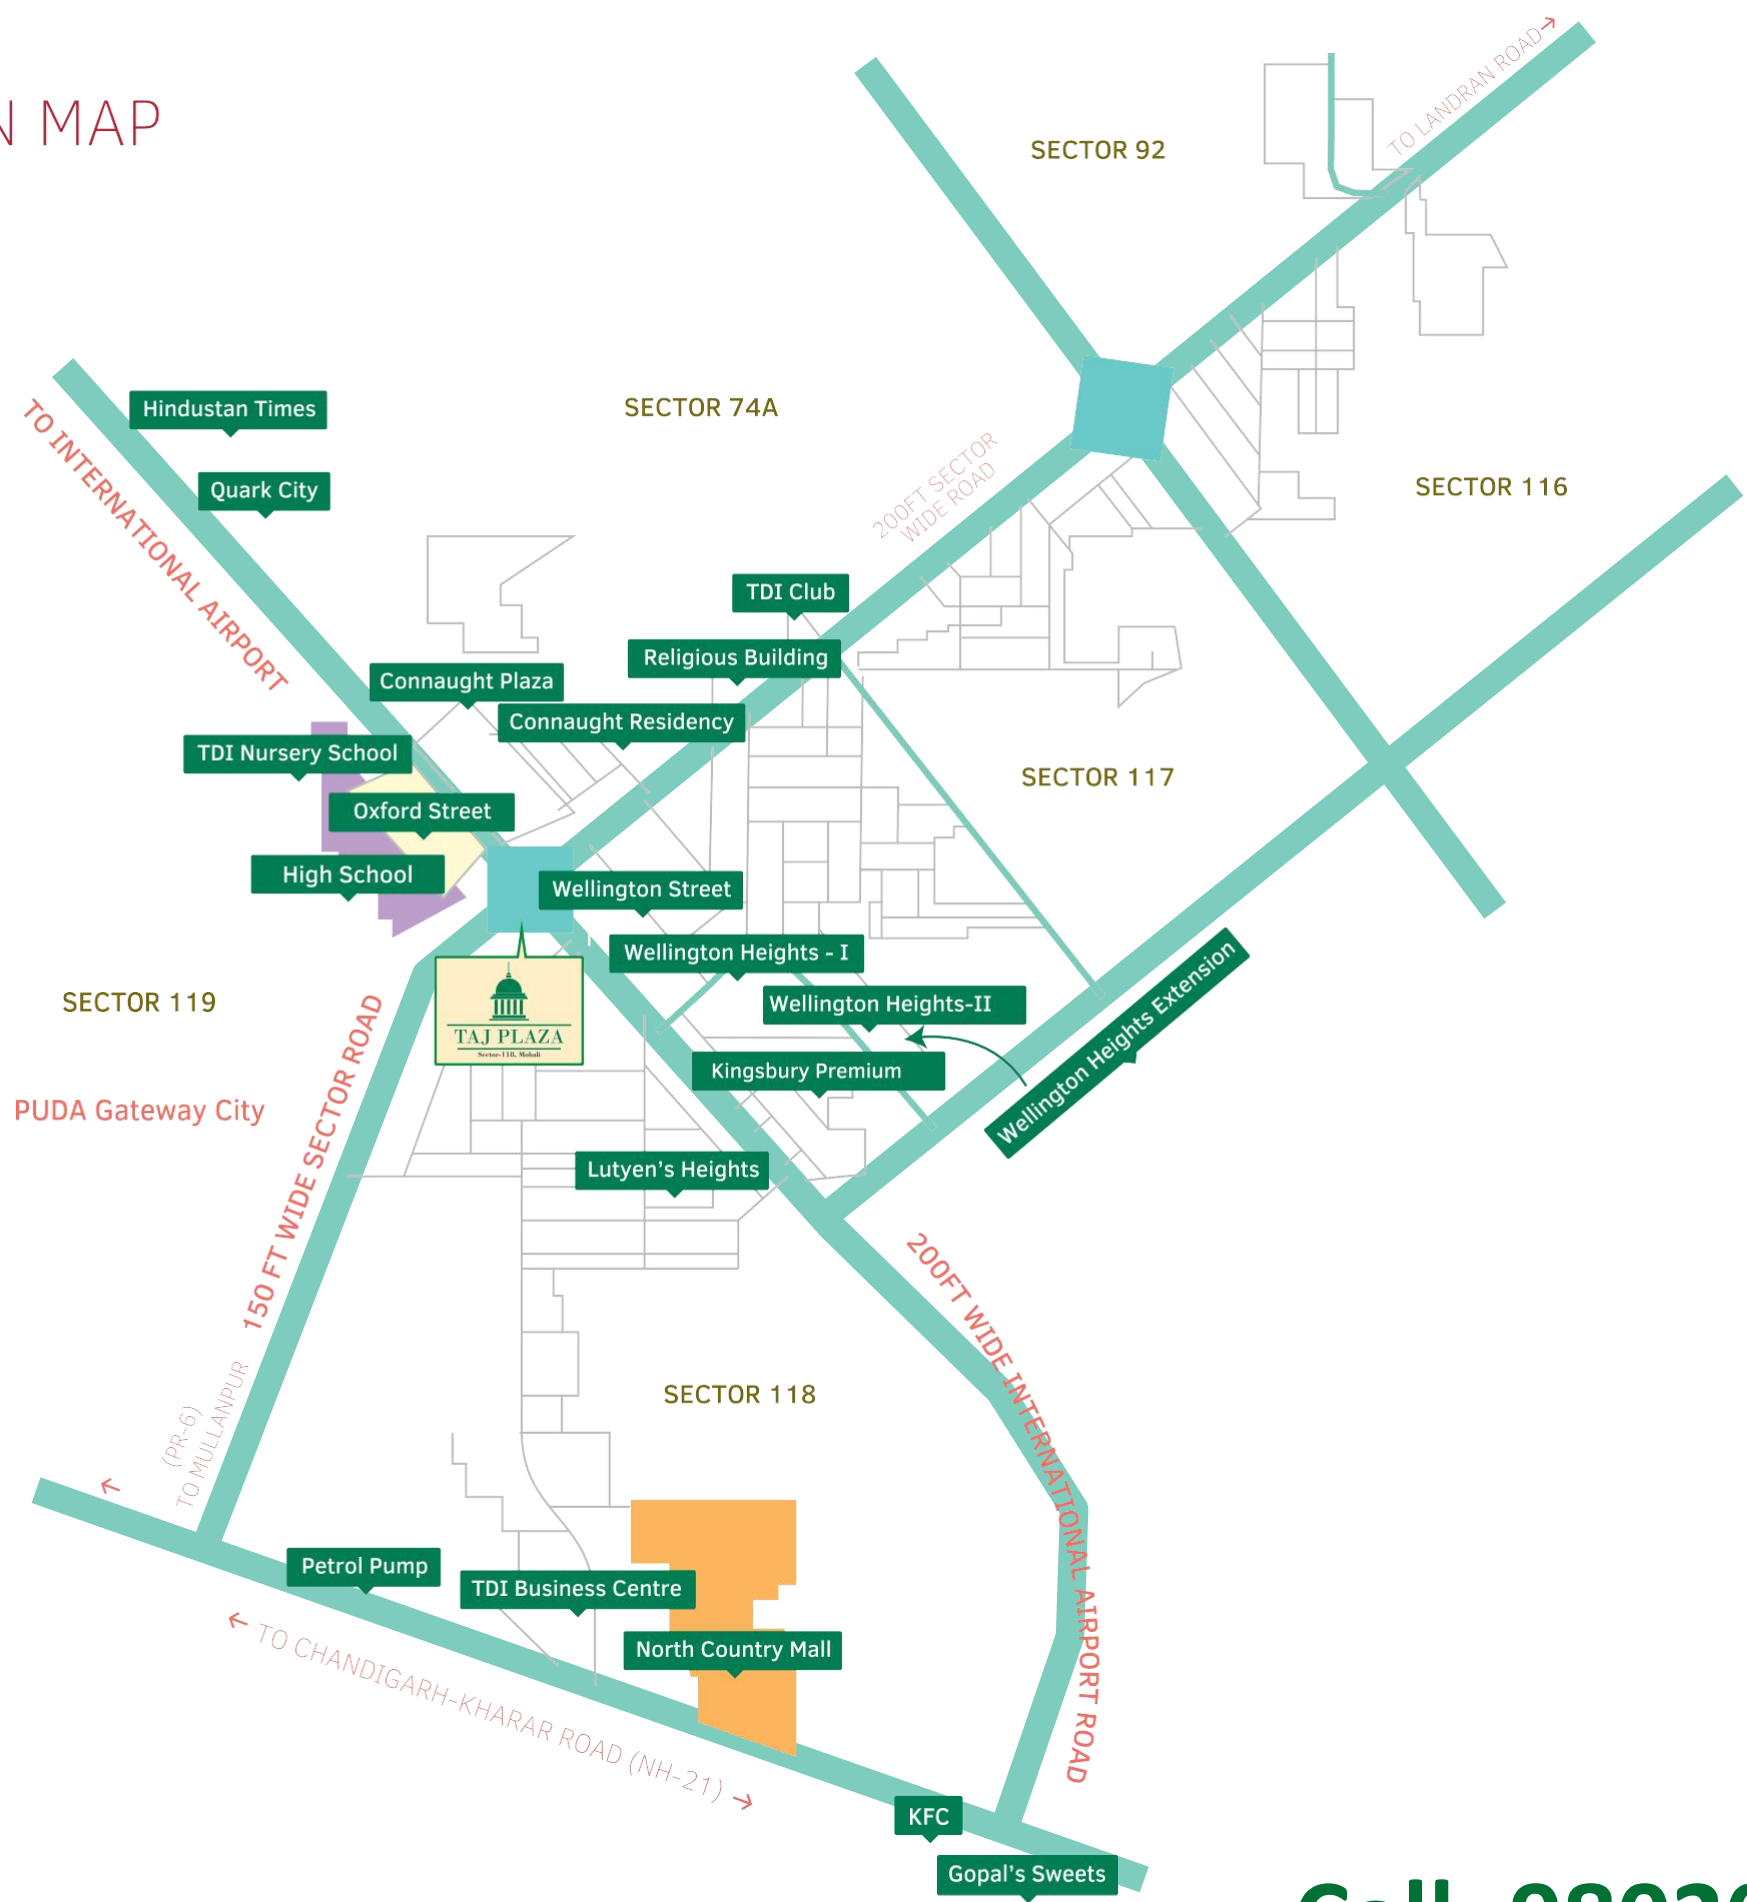 N MAP
TO LANDRAN ROAD→
SECTOR 92
SECTOR 74A
Hindustan Times
TO INTERNATIONAL AIRPORT
Quark City
200FT SECTOR
WIDE ROAD
SECTOR 116
TDI Club
Religious Building
Connaught Plaza
Connaught Residency
TDI Nursery School
SECTOR 117
Oxford Street
High School
Wellington Street
Wellington Heights - I
Wellington Heights-II
Wellington Heights Extension
SECTOR 119
TAJ PLAZA
Sector-118, Mohali
Kingsbury Premium
PUDA Gateway City
150 FT WIDE SECTOR ROAD
Lutyen's Heights
200FT WIDE INTERNATIONAL AIRPORT ROAD
SECTOR 118
(PR-6)
TO MULLANPUR
Petrol Pump
TDI Business Centre
North Country Mall
← TO CHANDIGARH-KHARAR ROAD (NH-21) →
KFC
Gopal's Sweets